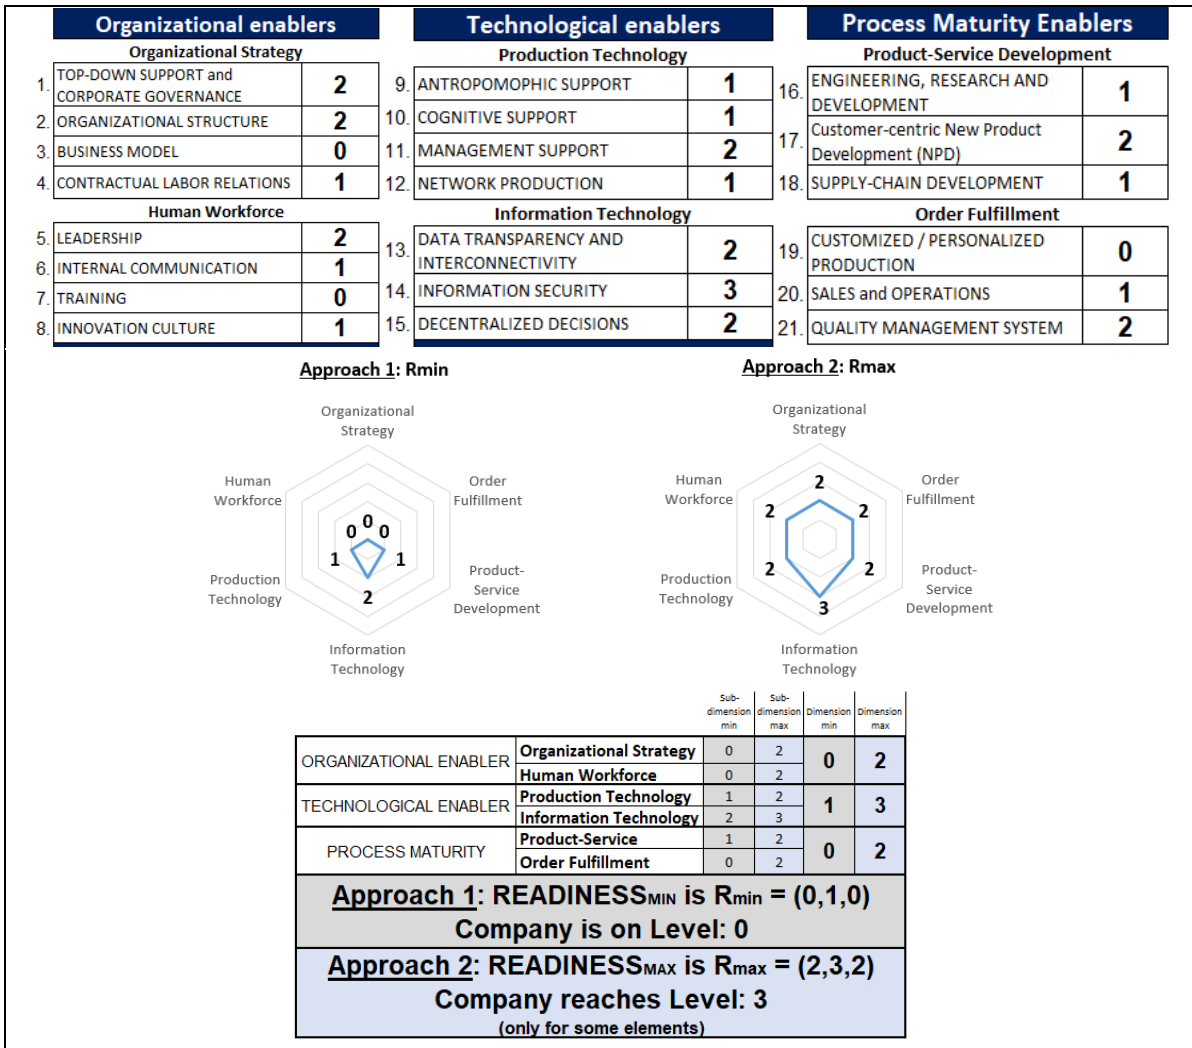 Organizational enablers
Organizational Strategy
1. TOP-DOWN SUPPORT and CORPORATE GOVERNANCE 2
2. ORGANIZATIONAL STRUCTURE 2
3. BUSINESS MODEL 0
4. CONTRACTUAL LABOR RELATIONS 1
Human Workforce
5. LEADERSHIP 2
6. INTERNAL COMMUNICATION 1
7. TRAINING 0
8. INNOVATION CULTURE 1
Technological enablers
Production Technology
9. ANTROPOMOPHIC SUPPORT 1
10. COGNITIVE SUPPORT 1
11. MANAGEMENT SUPPORT 2
12. NETWORK PRODUCTION 1
Information Technology
13. DATA TRANSPARENCY AND INTERCONNECTIVITY 2
14. INFORMATION SECURITY 3
15. DECENTRALIZED DECISIONS 2
Process Maturity Enablers
Product-Service Development
16. ENGINEERING, RESEARCH AND DEVELOPMENT 1
17. Customer-centric New Product Development (NPD) 2
18. SUPPLY-CHAIN DEVELOPMENT 1
Order Fulfillment
19. CUSTOMIZED / PERSONALIZED PRODUCTION 0
20. SALES and OPERATIONS 1
21. QUALITY MANAGEMENT SYSTEM 2
Approach 1: Rmin
Organizational
Strategy
Human
Workforce
Order
Fulfillment
0
0 0
1 1
2
Production
Technology
Product-
Service
Development
Information
Technology
Approach 2: Rmax
Organizational
Strategy
Human
Workforce
Order
Fulfillment
2
2 2
2 2
3
Production
Technology
Product-
Service
Development
Information
Technology
Sub-dimension min
Sub-dimension max
Dimension min
Dimension max
ORGANIZATIONAL ENABLER
Organizational Strategy 0 2
Human Workforce 0 2
0 2
TECHNOLOGICAL ENABLER
Production Technology 1 2
Information Technology 2 3
1 3
PROCESS MATURITY
Product-Service 1 2
Order Fulfillment 0 2
0 2
Approach 1: READINESSMIN is Rmin = (0,1,0)
Company is on Level: 0
Approach 2: READINESSMAX is Rmax = (2,3,2)
Company reaches Level: 3
(only for some elements)